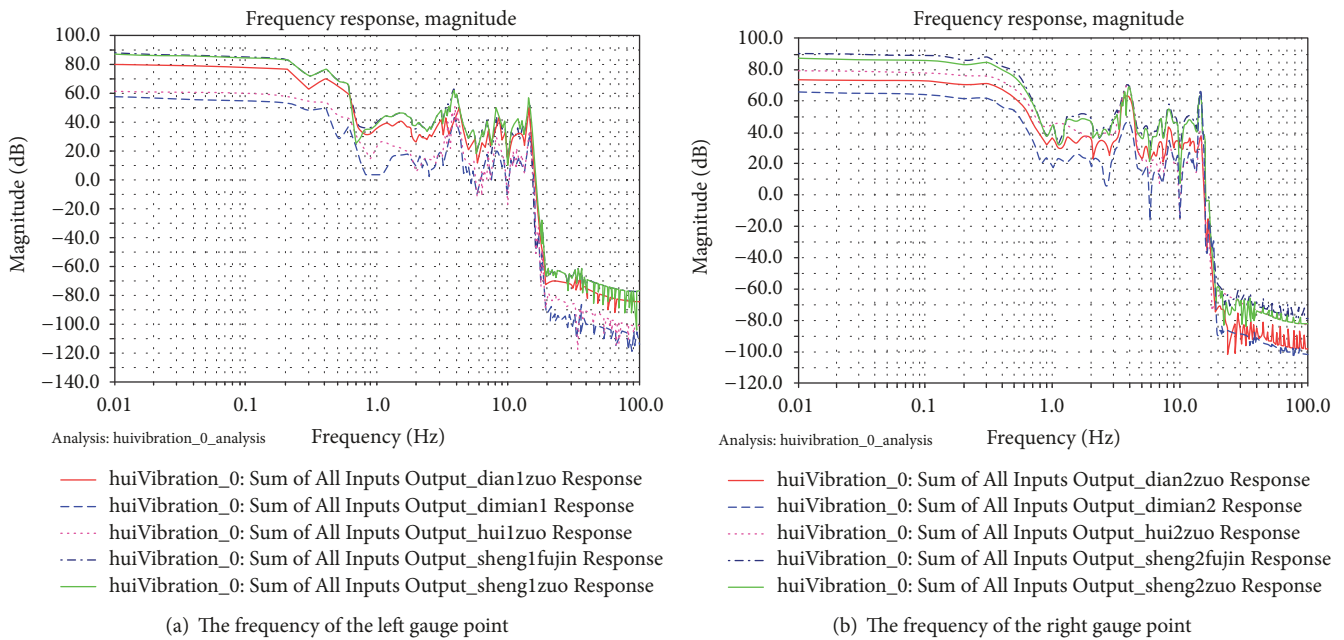 Frequency response, magnitude
100.0
80.0
60.0
40.0
20.0
0.0
−20.0
−40.0
−60.0
−80.0
−100.0
−120.0
−140.0
Magnitude (dB)
0.01
0.1
1.0
10.0
100.0
Analysis: huivibration_0_analysis
Frequency (Hz)
huiVibration_0: Sum of All Inputs Output_dian1zuo Response
huiVibration_0: Sum of All Inputs Output_dimian1 Response
huiVibration_0: Sum of All Inputs Output_hui1zuo Response
huiVibration_0: Sum of All Inputs Output_sheng1fujin Response
huiVibration_0: Sum of All Inputs Output_sheng1zuo Response
(a) The frequency of the left gauge point
Frequency response, magnitude
100.0
80.0
60.0
40.0
20.0
0.0
−20.0
−40.0
−60.0
−80.0
−100.0
−120.0
Magnitude (dB)
0.01
0.1
1.0
10.0
100.0
Analysis: huivibration_0_analysis
Frequency (Hz)
huiVibration_0: Sum of All Inputs Output_dian2zuo Response
huiVibration_0: Sum of All Inputs Output_dimian2 Response
huiVibration_0: Sum of All Inputs Output_hui2zuo Response
huiVibration_0: Sum of All Inputs Output_sheng2fujin Response
huiVibration_0: Sum of All Inputs Output_sheng2zuo Response
(b) The frequency of the right gauge point